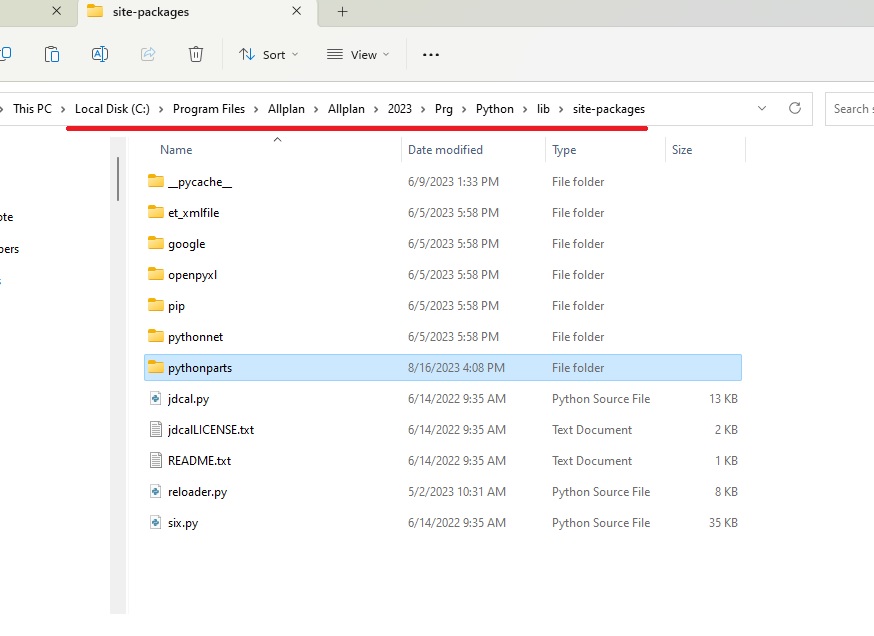 site-packages
Sort View
This PC Local Disk (C:) Program Files Allplan Allplan 2023 Prg Python lib site-packages
Search
Name Date modified Type Size
__pycache__ 6/9/2023 1:33 PM File folder
ote et_xmlfile 6/5/2023 5:58 PM File folder
bers google 6/5/2023 5:58 PM File folder
openpyxl 6/5/2023 5:58 PM File folder
pip 6/5/2023 5:58 PM File folder
pythonnet 6/5/2023 5:58 PM File folder
pythonparts 8/16/2023 4:08 PM File folder
jdcal.py 6/14/2022 9:35 AM Python Source File 13 KB
jdcalLICENSE.txt 6/14/2022 9:35 AM Text Document 2 KB
README.txt 6/14/2022 9:35 AM Text Document 1 KB
reloader.py 5/2/2023 10:31 AM Python Source File 8 KB
six.py 6/14/2022 9:35 AM Python Source File 35 KB